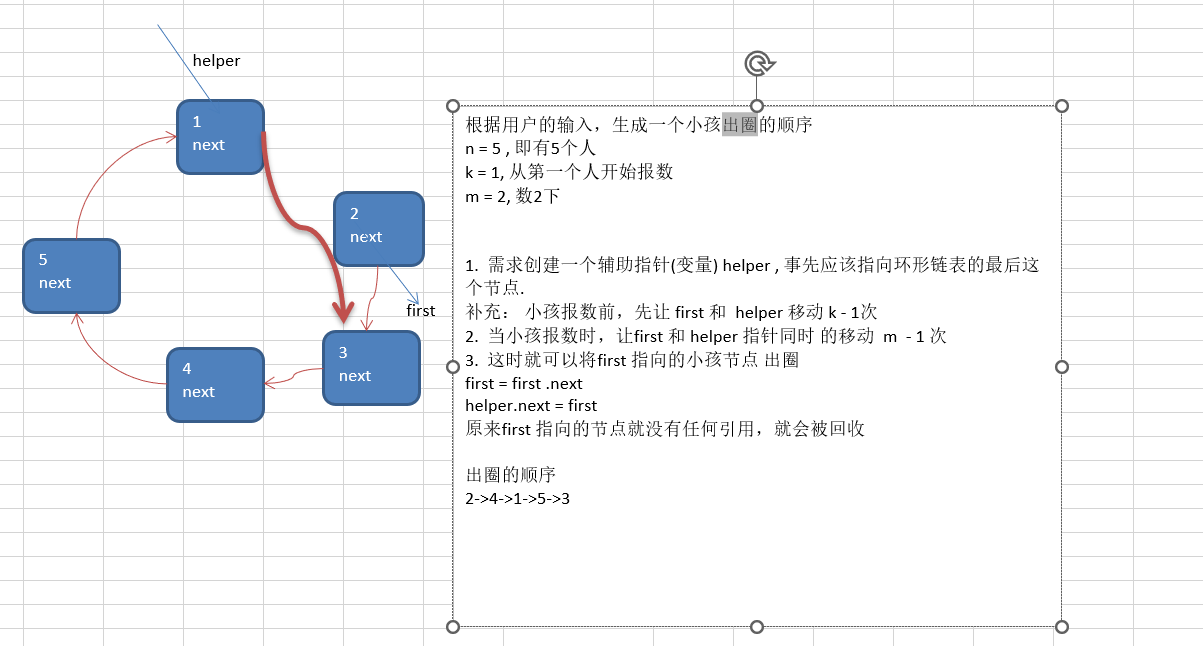 helper
1
next
2
next
first
3
next
4
next
5
next
根据用户的输入，生成一个小孩出圈的顺序
n = 5 , 即有5个人
k = 1, 从第一个人开始报数
m = 2, 数2下
1. 需求创建一个辅助指针(变量) helper , 事先应该指向环形链表的最后这
个节点.
补充： 小孩报数前，先让 first 和 helper 移动 k - 1次
2. 当小孩报数时，让first 和 helper 指针同时 的移动 m - 1 次
3. 这时就可以将first 指向的小孩节点 出圈
first = first .next
helper.next = first
原来first 指向的节点就没有任何引用，就会被回收
出圈的顺序
2->4->1->5->3